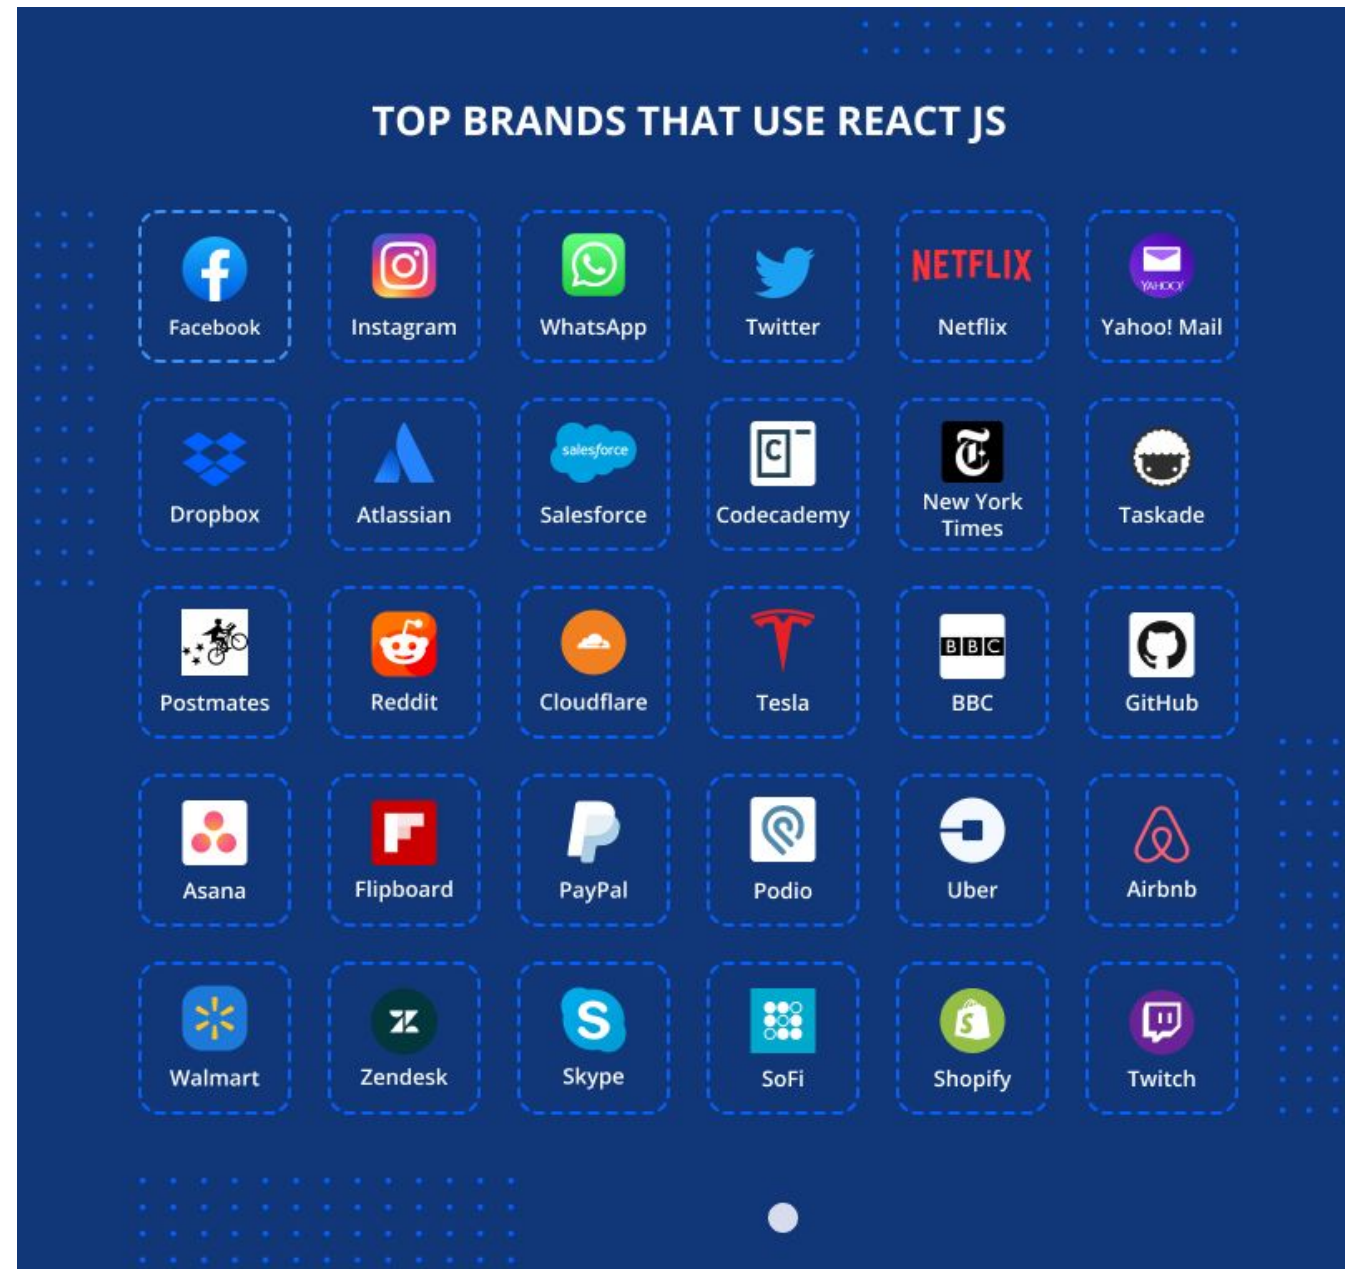 TOP BRANDS THAT USE REACT JS
Facebook
Instagram
WhatsApp
NETFLIX
YAHOO!
Twitter
Netflix
Yahoo! Mail
salesforce
C
T
Dropbox
Atlassian
Salesforce
Codecademy
New York
Times
Taskade
BBC
Postmates
Reddit
Cloudflare
Tesla
BBC
GitHub
Asana
Flipboard
PayPal
Podio
Uber
Airbnb
S
S
Walmart
Zendesk
Skype
SoFi
Shopify
Twitch